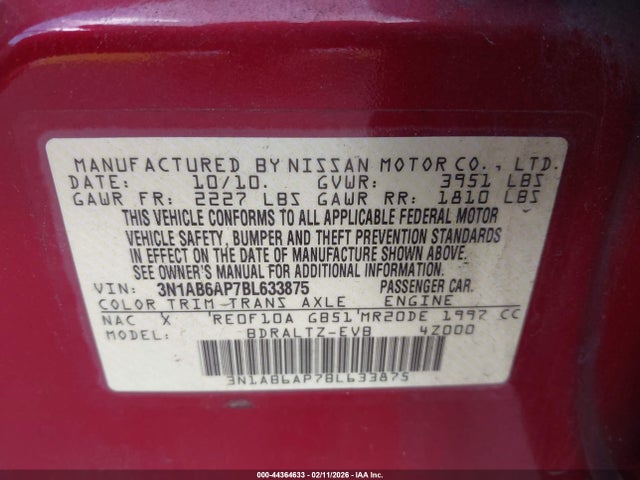 MANUFACTURED BY NISSAN MOTOR CO., LTD.
DATE: 10/10. GVWR: 3951 LBS
GAWR FR: 2227 LBS GAWR RR: 1810 LBS
THIS VEHICLE CONFORMS TO ALL APPLICABLE FEDERAL MOTOR
VEHICLE SAFETY, BUMPER AND THEFT PREVENTION STANDARDS
IN EFFECT ON THE DATE OF MANUFACTURE SHOWN ABOVE.
SEE OWNER'S MANUAL FOR ADDITIONAL INFORMATION.
VIN: 3N1AB6AP7BL633875 PASSENGER CAR.
COLOR TRIM TRANS AXLE ENGINE
NAC X 'RE0F10A GB51'MR20DE 1997 CC
MODEL: BDRALTZ-EVB 4Z000
3N1AB6AP7BL633875
000-44364633 - 02/11/2026 - IAA Inc.